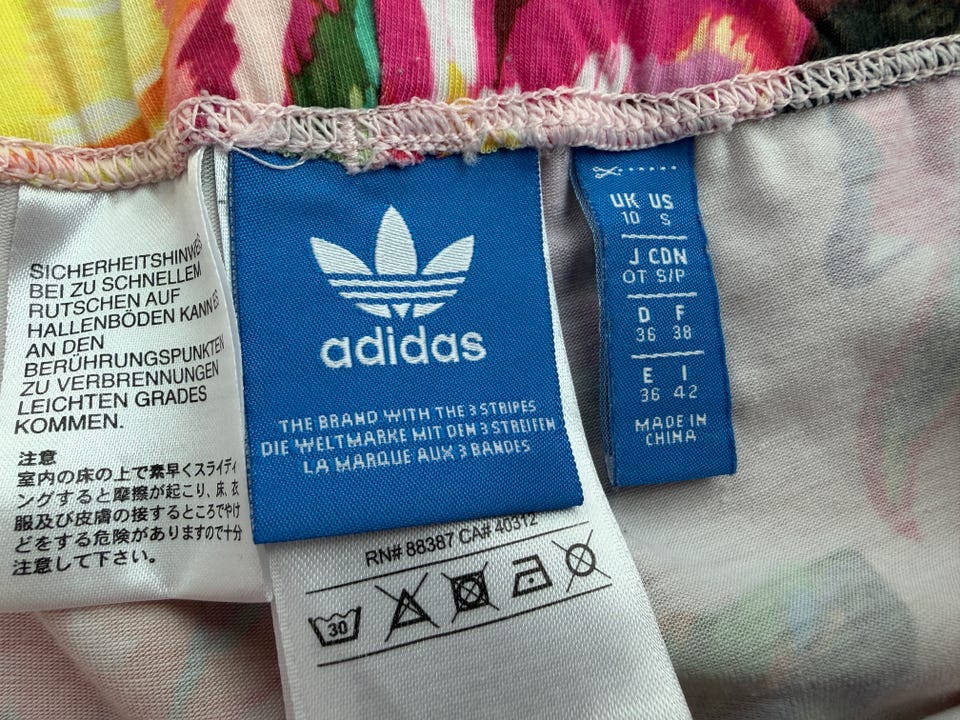 SICHERHEITSHINWEIS
BEI ZU SCHNELLEM
RUTSCHEN AUF
HALLENBÖDEN KANN ES
AN DEN
BERÜHRUNGSPUNKTEN
ZU VERBRENNUNGEN
LEICHTEN GRADES
KOMMEN.
注意
室内の床の上で素早くスライディ
ングすると摩擦が起こり、床、衣
服及び皮膚の接するところでやけ
どをする危険がありますので十分
注意して下さい。
adidas
THE BRAND WITH THE 3 STRIPES
DIE WELTMARKE MIT DEN 3 STREIFEN
LA MARQUE AUX 3 BANDES
RN# 88387 CA# 40312
30
UK US
10 S
J CDN
OT S/P
D F
36 38
E I
36 42
MADE IN
CHINA